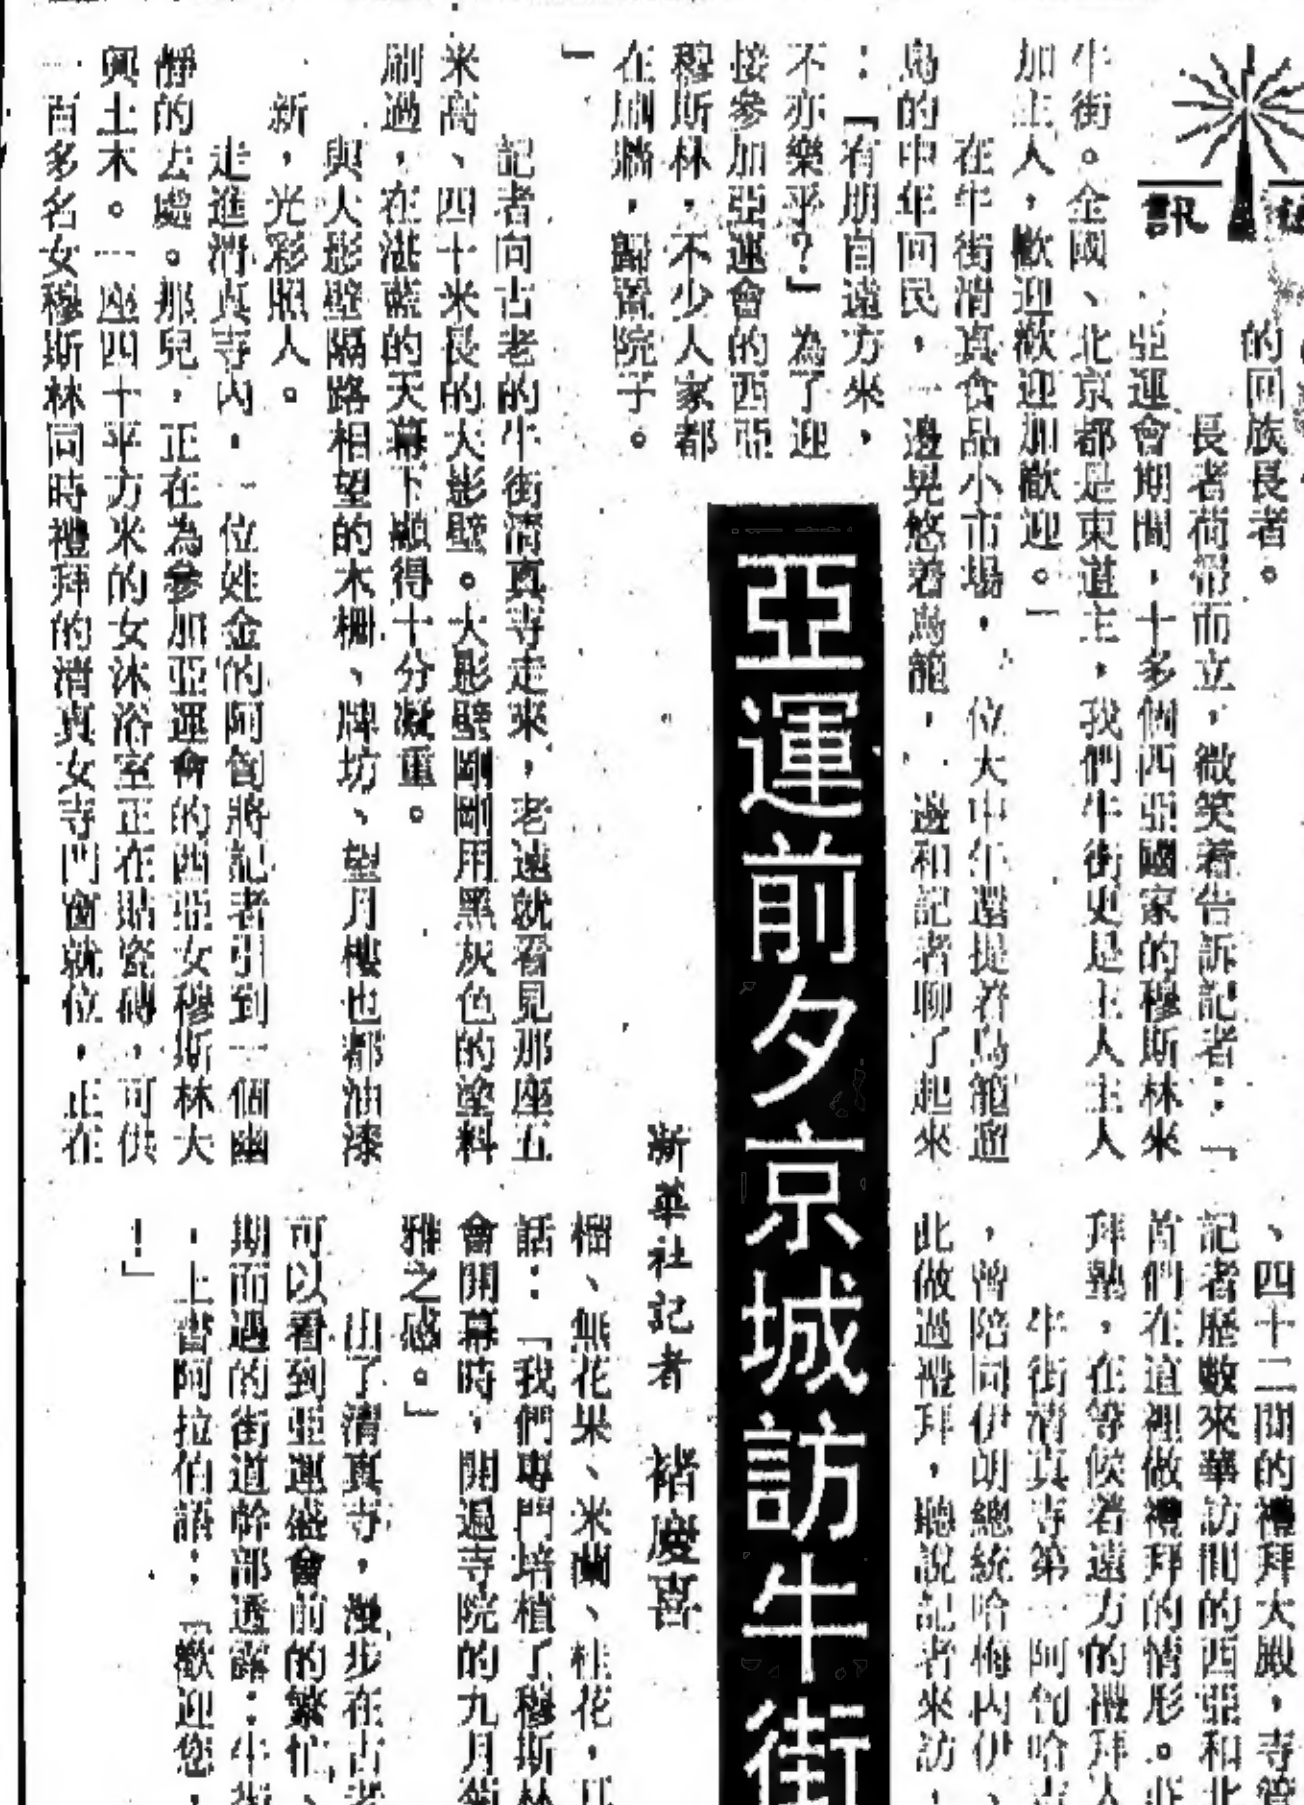 訊
的回族長者。
長者荷帶而立，微笑着告訴記者：「
亞運會期間，十多個西亞國家的穆斯林來
牛街。全國、北京都是東道主，我們牛街更是主人主人
加主人，歡迎歡迎加歡迎。」
在牛街清真食品小市場，一位大中午還提着鳥籠遛
鳥的中年回民，一邊晃悠着鳥籠，一邊和記者聊了起來
：「有朋自遠方來，
不亦樂乎？」為了迎
接參加亞運會的西亞
穆斯林，不少人家都
在刷牆，歸置院子。
亞運前夕京城訪牛街
新華社記者 褚慶喜
記者向古老的牛街清真寺走來，老遠就看見那座五
米高、四十米長的大影壁。大影壁剛剛用黑灰色的塗料
刷過，在湛藍的天幕下顯得十分凝重。
與大影壁隔路相望的木柵、牌坊、望月樓也都油漆
一新，光彩照人。
走進清真寺內，一位姓金的阿訇將記者引到一個幽
靜的去處。那兒，正在為參加亞運會的西亞女穆斯林大
興土木。一座四十平方米的女沐浴室正在貼瓷磚，可供
一百多名女穆斯林同時禮拜的清真女寺門窗就位，正在
、四十二間的禮拜大殿，寺管
記者歷數來華訪問的西亞和北
首們在這裡做禮拜的情形。
拜墊，在等候着遠方的禮拜人
牛街清真寺第一阿訇哈
，曾陪同伊朗總統哈梅內伊、
此做過禮拜，聽說記者來訪，
榴、無花果、米蘭、桂花，
話：「我們專門培植了穆斯林
會開幕時，開遍寺院的九月菊
雅之感。」
出了清真寺，漫步在古老
可以看到亞運盛會前的繁忙、
期而遇的街道幹部透露：牛街
，上書阿拉伯語：「歡迎您，
！」